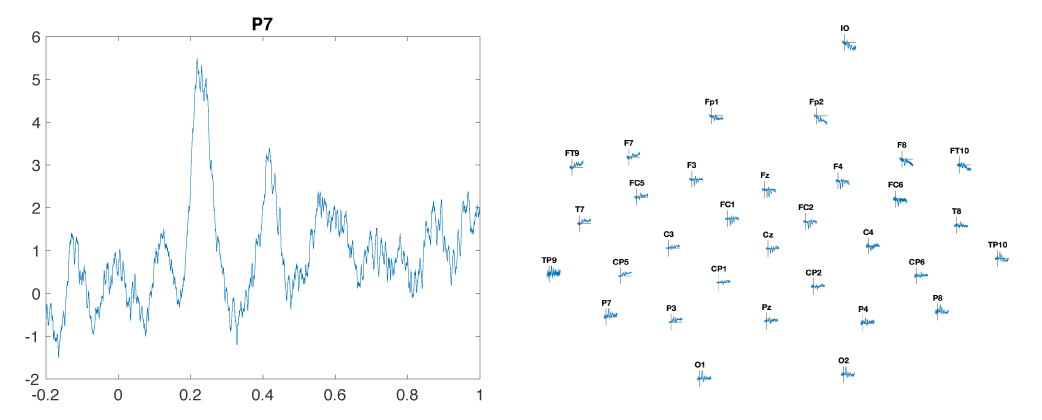 P7
6
5
4
3
2
1
0
-1
-2
-0.2 0 0.2 0.4 0.6 0.8 1
IO
Fp1 Fp2
FT9 F7 F8 FT10
F3 Fz F4
FC5 FC6
T7 FC1 FC2 T8
C3 Cz C4
TP9 CP5 CP1 CP2 CP6 TP10
P7 P3 Pz P4 P8
O1 O2